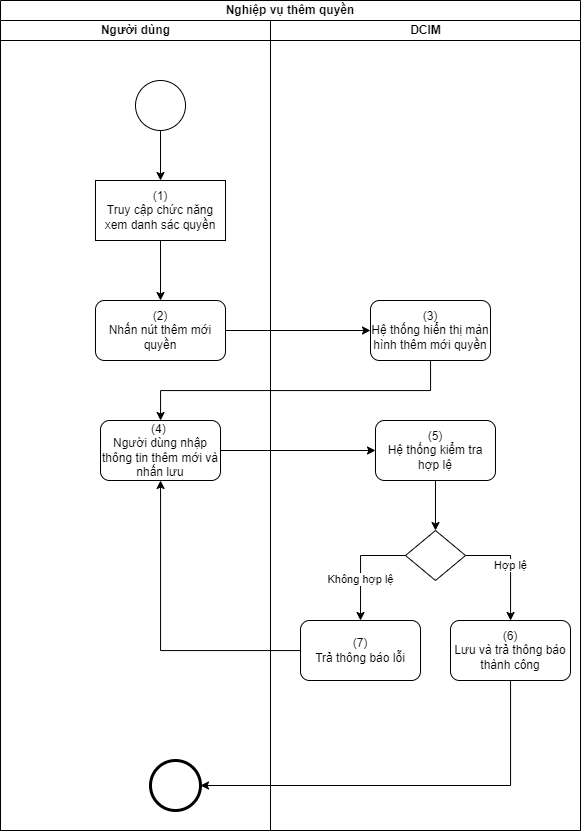 Nghiệp vụ thêm quyền
Người dùng
DCIM
(1)
Truy cập chức năng
xem danh sác quyền
(2)
Nhấn nút thêm mới
quyền
(3)
Hệ thống hiển thị màn
hình thêm mới quyền
(4)
Người dùng nhập
thông tin thêm mới và
nhấn lưu
(5)
Hệ thống kiểm tra
hợp lệ
Không hợp lệ
Hợp lệ
(7)
Trả thông báo lỗi
(6)
Lưu và trả thông báo
thành công